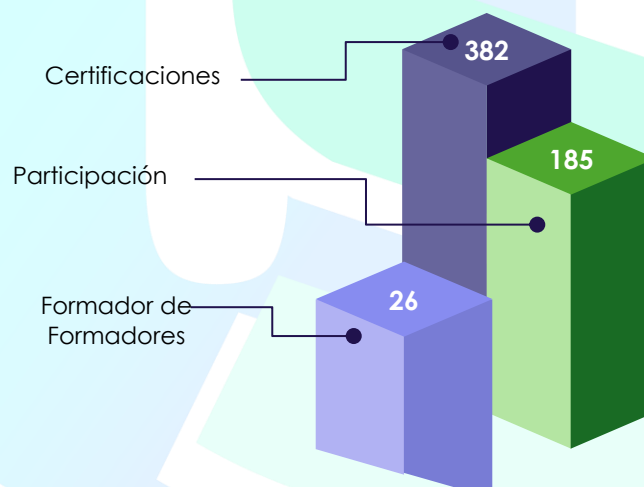 382
Certificaciones
185
Participación
26
Formador de
Formadores